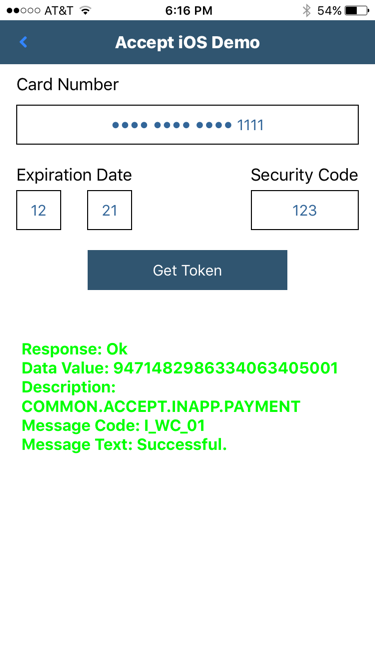 ●●○○○ AT&T 6:16 PM 54%
Accept iOS Demo
Card Number
•••• •••• •••• 1111
Expiration Date Security Code
12 21 123
Get Token
Response: Ok
Data Value: 9471482986334063405001
Description:
COMMON.ACCEPT.INAPP.PAYMENT
Message Code: I_WC_01
Message Text: Successful.